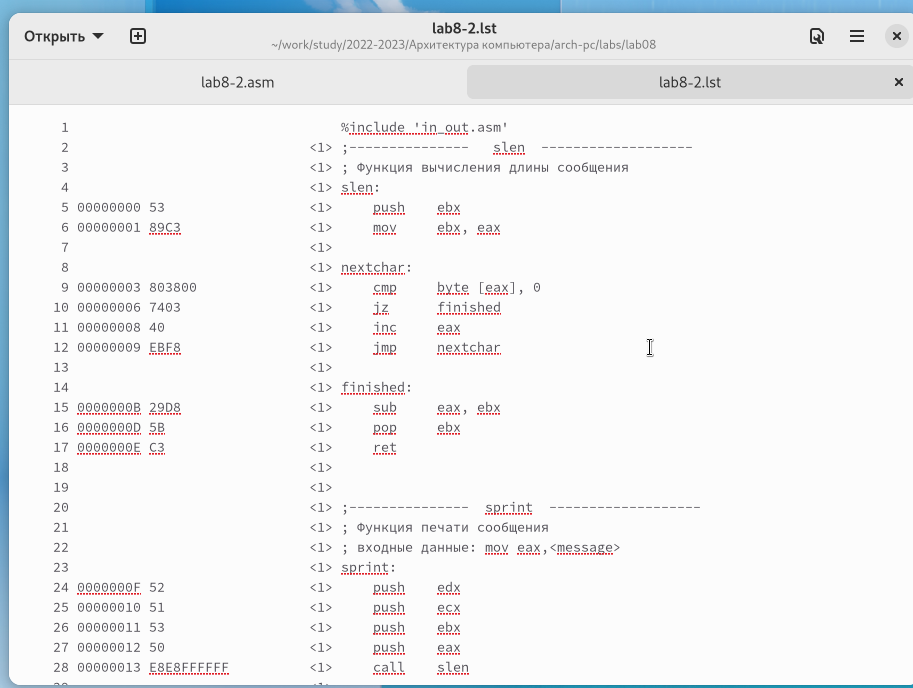 Открыть
lab8-2.lst
~/work/study/2022-2023/Архитектура компьютера/arch-pc/labs/lab08
lab8-2.asm
lab8-2.lst
1 %include 'in_out.asm'
2 <1> ;--------------- slen -------------------
3 <1> ; Функция вычисления длины сообщения
4 <1> slen:
5 00000000 53 <1> push ebx
6 00000001 89C3 <1> mov ebx, eax
7 <1>
8 <1> nextchar:
9 00000003 803800 <1> cmp byte [eax], 0
10 00000006 7403 <1> jz finished
11 00000008 40 <1> inc eax
12 00000009 EBF8 <1> jmp nextchar
13 <1>
14 <1> finished:
15 0000000B 29D8 <1> sub eax, ebx
16 0000000D 5B <1> pop ebx
17 0000000E C3 <1> ret
18 <1>
19 <1>
20 <1> ;--------------- sprint -------------------
21 <1> ; Функция печати сообщения
22 <1> ; входные данные: mov eax,<message>
23 <1> sprint:
24 0000000F 52 <1> push edx
25 00000010 51 <1> push ecx
26 00000011 53 <1> push ebx
27 00000012 50 <1> push eax
28 00000013 E8E8FFFFFF <1> call slen